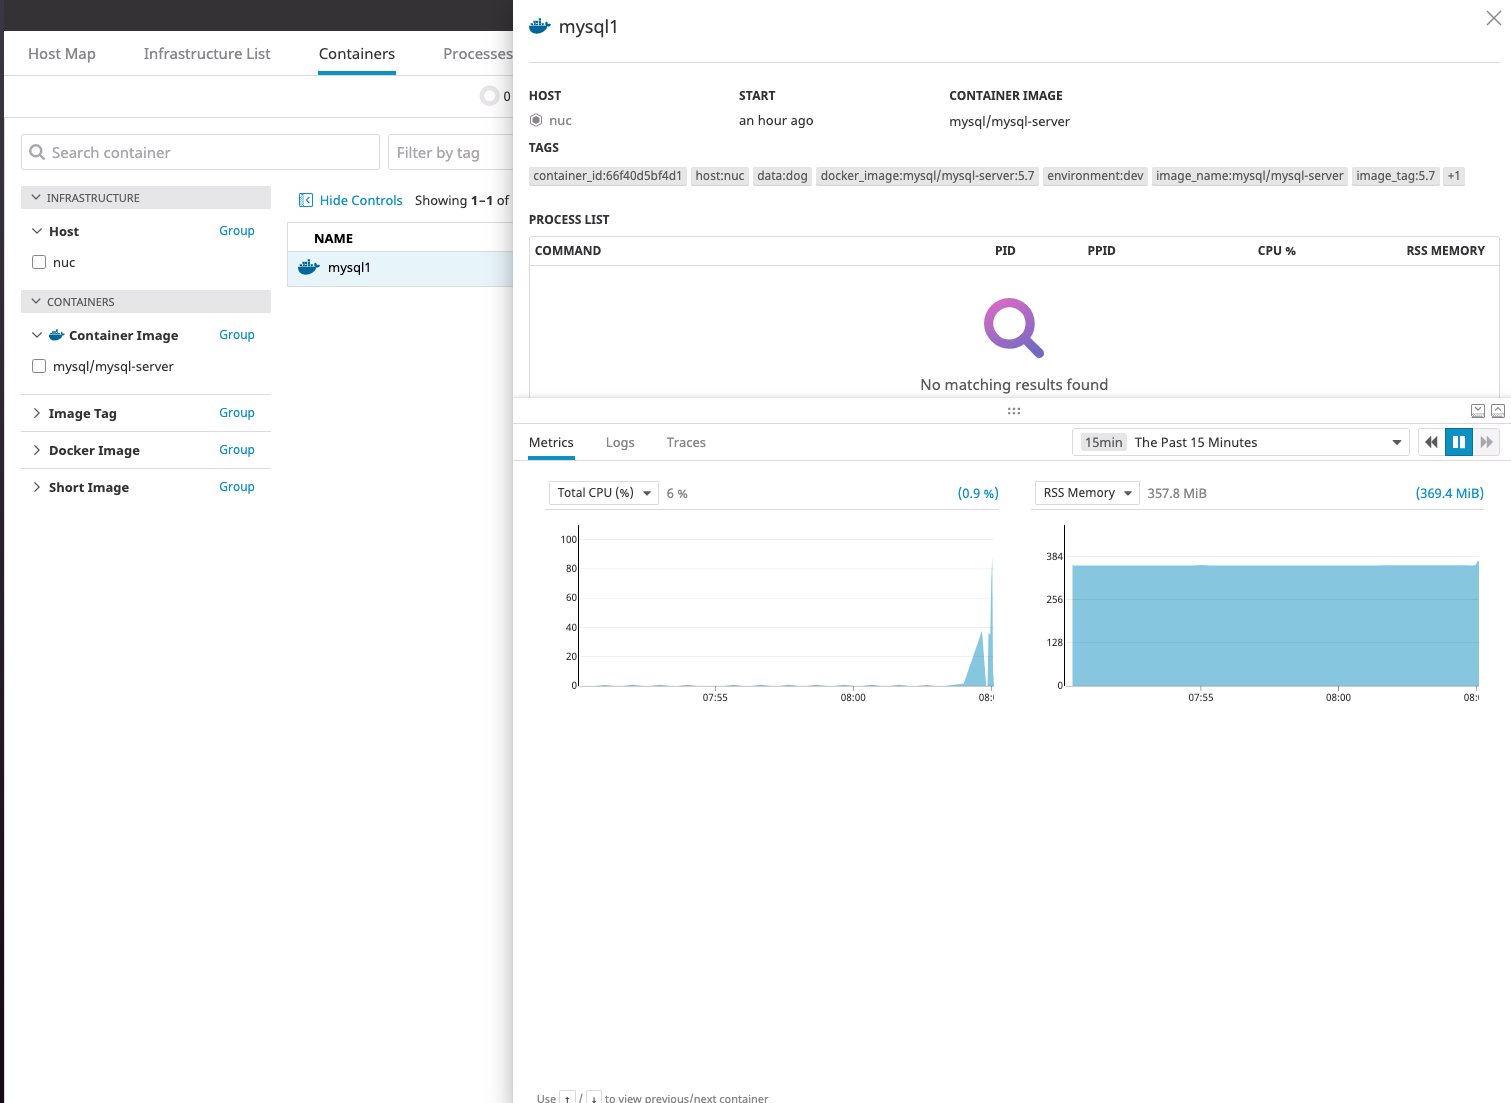 mysql1
Host Map Infrastructure List Containers Processes
0
Search container
Filter by tag
INFRASTRUCTURE
Host Group
nuc
CONTAINERS
Container Image Group
mysql/mysql-server
Image Tag Group
Docker Image Group
Short Image Group
Hide Controls Showing 1–1 of
NAME
mysql1
HOST START CONTAINER IMAGE
nuc an hour ago mysql/mysql-server
TAGS
container_id:66f40d5bf4d1 host:nuc data:dog docker_image:mysql/mysql-server:5.7 environment:dev image_name:mysql/mysql-server image_tag:5.7 +1
PROCESS LIST
COMMAND PID PPID CPU % RSS MEMORY
No matching results found
Metrics Logs Traces
15min The Past 15 Minutes
Total CPU (%) 6 % (0.9 %)
100
80
60
40
20
0
07:55 08:00 08:
RSS Memory 357.8 MiB (369.4 MiB)
384
256
128
0
07:55 08:00 08:
Use ↑ / ↓ to view previous/next container